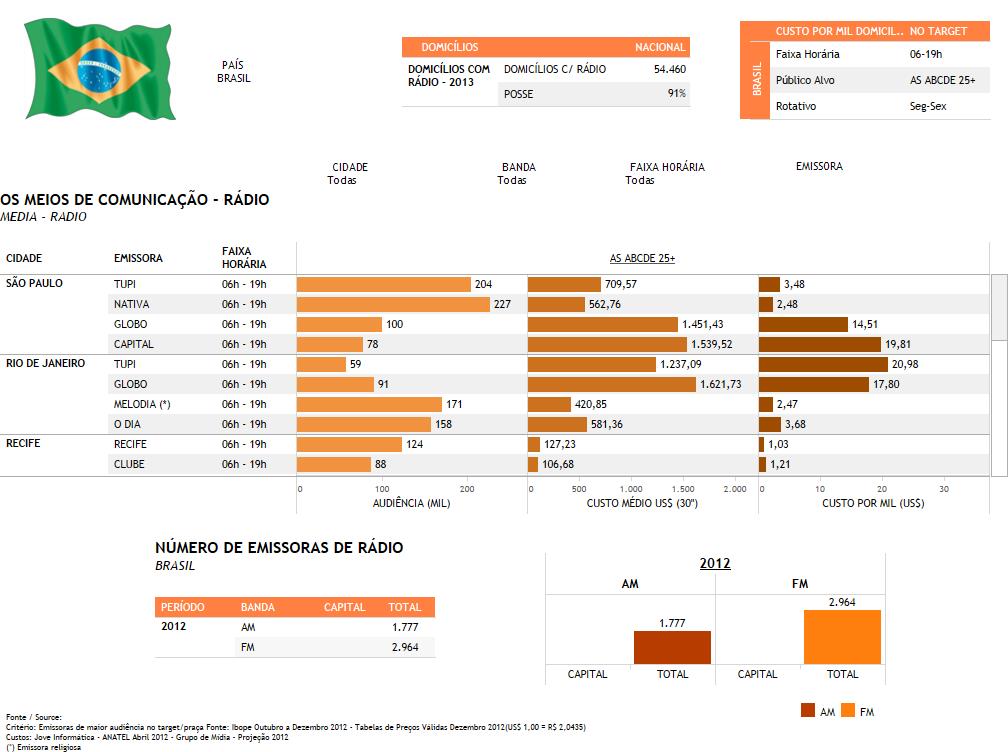 PAÍS
BRASIL
DOMICÍLIOS NACIONAL
DOMICÍLIOS COM RÁDIO - 2013 DOMICÍLIOS C/ RÁDIO 54.460
POSSE 91%
CUSTO POR MIL DOMICIL.. NO TARGET
BRASIL
Faixa Horária 06-19h
Público Alvo AS ABCDE 25+
Rotativo Seg-Sex
CIDADE BANDA FAIXA HORÁRIA EMISSORA
Todas Todas Todas
OS MEIOS DE COMUNICAÇÃO - RÁDIO
MEDIA - RADIO
CIDADE EMISSORA FAIXA HORÁRIA AS ABCDE 25+
SÃO PAULO TUPI 06h - 19h 204 709,57 3,48
NATIVA 06h - 19h 227 562,76 2,48
GLOBO 06h - 19h 100 1.451,43 14,51
CAPITAL 06h - 19h 78 1.539,52 19,81
RIO DE JANEIRO TUPI 06h - 19h 59 1.237,09 20,98
GLOBO 06h - 19h 91 1.621,73 17,80
MELODIA (*) 06h - 19h 171 420,85 2,47
O DIA 06h - 19h 158 581,36 3,68
RECIFE RECIFE 06h - 19h 124 127,23 1,03
CLUBE 06h - 19h 88 106,68 1,21
0 100 200 0 500 1.000 1.500 2.000 0 10 20 30
AUDIÊNCIA (MIL) CUSTO MÉDIO US$ (30") CUSTO POR MIL (US$)
NÚMERO DE EMISSORAS DE RÁDIO
BRASIL
PERÍODO BANDA CAPITAL TOTAL
2012 AM 1.777
FM 2.964
2012
AM FM
1.777 2.964
CAPITAL TOTAL CAPITAL TOTAL
AM FM
Fonte / Source:
Critério: Emissoras de maior audiência no target/praça Fonte: Ibope Outubro a Dezembro 2012 - Tabelas de Preços Válidas Dezembro 2012(US$ 1,00 = R$ 2,0435)
Custos: Jove Informática - ANATEL Abril 2012 - Grupo de Mídia - Projeção 2012
(*) Emissora religiosa